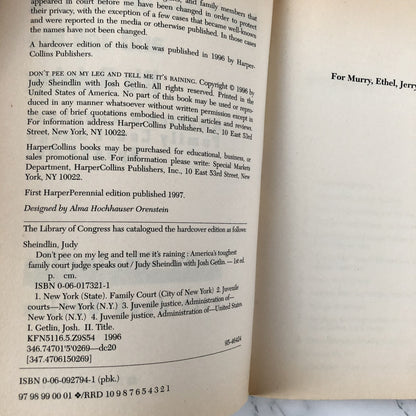 appeared in court before me have been changed in order to protect
their privacy, with the exception of a few cases that became well-known
and were reported in the media or otherwise published. In those cases
the names have not been changed.
A hardcover edition of this book was published in 1996 by Harper-
Collins Publishers.
DON'T PEE ON MY LEG AND TELL ME IT'S RAINING. Copyright © 1996 by
Judy Sheindlin with Josh Getlin. All rights reserved. Printed in the
United States of America. No part of this book may be used or repro-
duced in any manner whatsoever without written permission except in
the case of brief quotations embodied in critical articles and reviews.
For information address HarperCollins Publishers, Inc., 10 East 53rd
Street, New York, NY 10022.
HarperCollins books may be purchased for educational, business, or
sales promotional use. For information please write: Special Markets
Department, HarperCollins Publishers, Inc., 10 East 53rd Street, New
York, NY 10022.
First HarperPerennial edition published 1997.
Designed by Alma Hochhauser Orenstein
The Library of Congress has catalogued the hardcover edition as follows:
Sheindlin, Judy
Don't pee on my leg and tell me it's raining : America's toughest
family court judge speaks out / Judy Sheindlin with Josh Getlin. — 1st ed.
p. cm.
ISBN 0-06-017321-1
1. New York (State). Family Court (City of New York) 2. Juvenile
courts—New York (N.Y.) 3. Juvenile justice, Administration of—
New York (N.Y.) 4. Juvenile justice, Administration of—United States
I. Getlin, Josh. II. Title.
KFN5116.5.Z9S54 1996
346.74701'5'0269—dc20
[347.4706150269] 95-46424
ISBN 0-06-092794-1 (pbk.)
97 98 99 00 01 ❖/RRD 10 9 8 7 6 5 4 3 2 1
For Murry, Ethel, Jerry